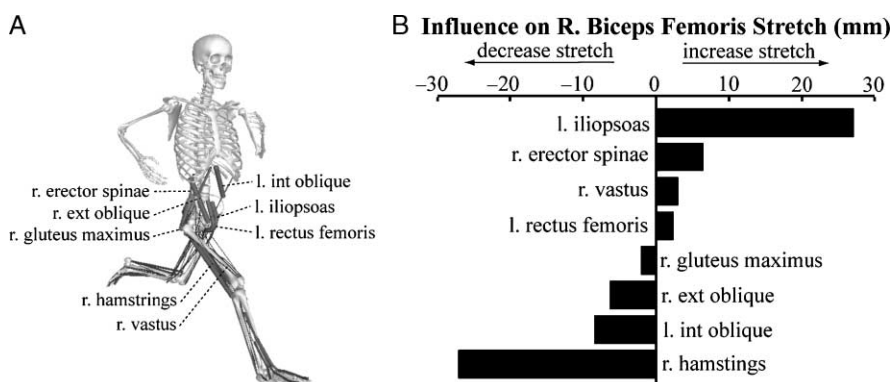 A
r. erector spinae
r. ext oblique
r. gluteus maximus
l. int oblique
l. iliopsoas
l. rectus femoris
r. hamstrings
r. vastus
B Influence on R. Biceps Femoris Stretch (mm)
decrease stretch increase stretch
−30 −20 −10 0 10 20 30
l. iliopsoas
r. erector spinae
r. vastus
l. rectus femoris
r. gluteus maximus
r. ext oblique
l. int oblique
r. hamstings